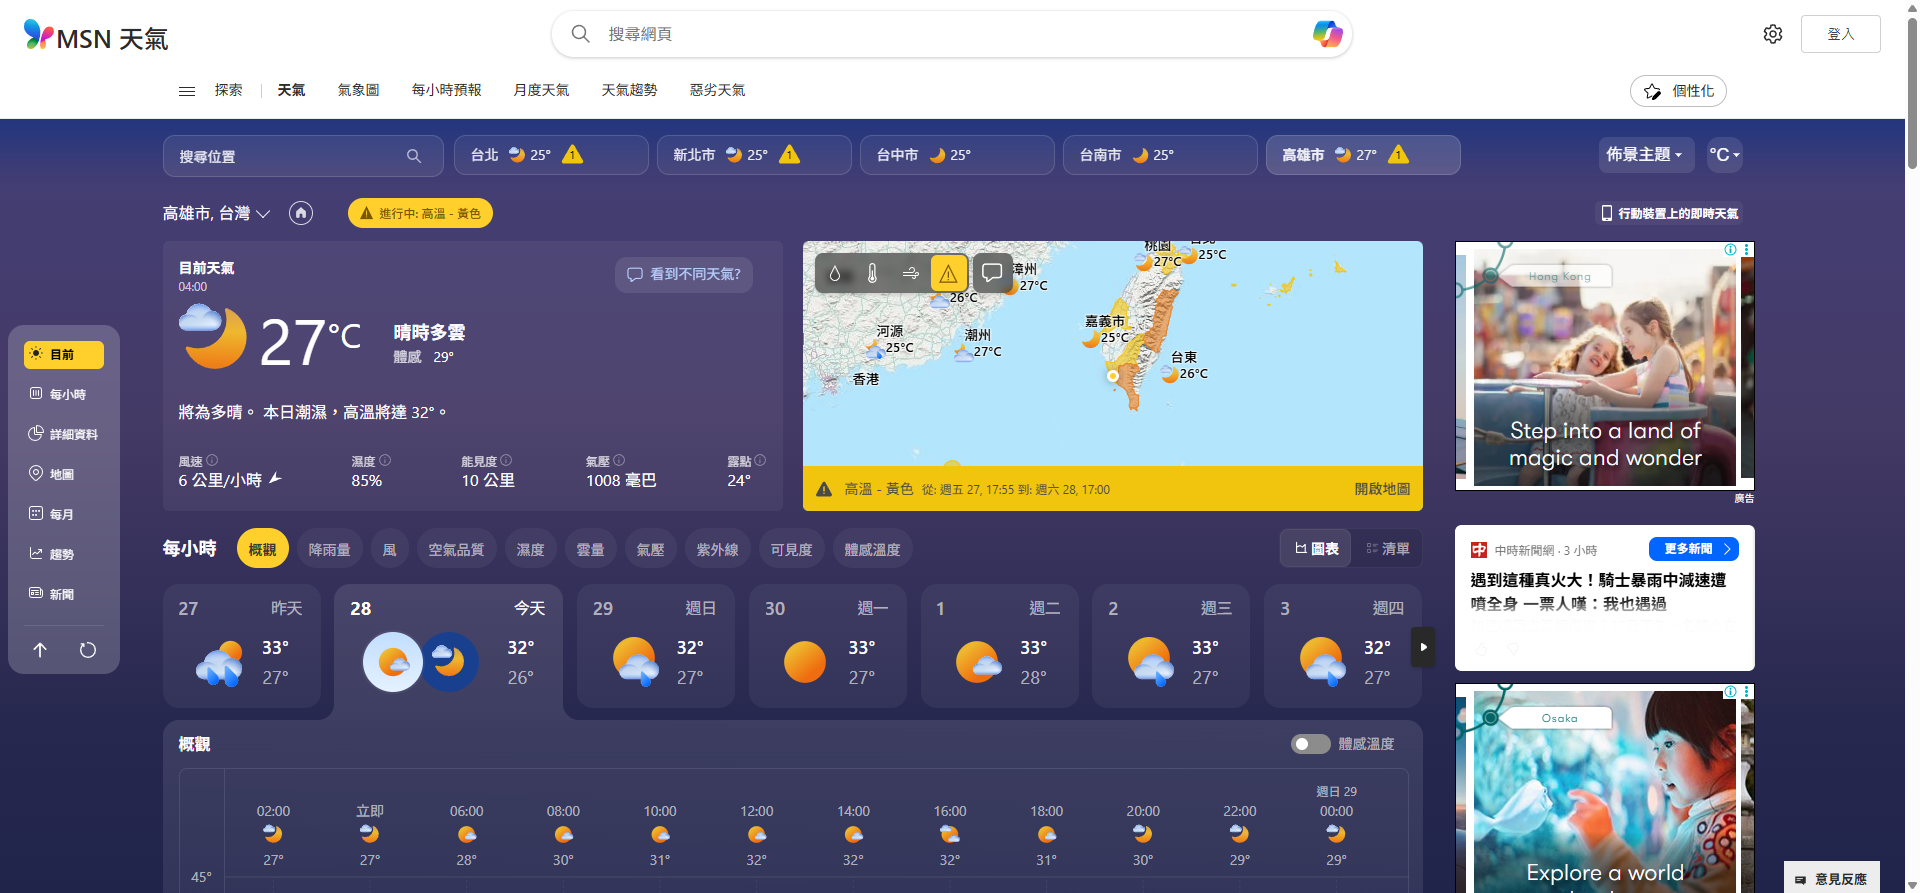 MSN 天氣
搜尋網頁
登入
探索
天氣
氣象圖
每小時預報
月度天氣
天氣趨勢
惡劣天氣
個性化
搜尋位置
台北 25° 1
新北市 25° 1
台中市 25°
台南市 25°
高雄市 27° 1
佈景主題
°C
高雄市, 台灣
進行中: 高溫 - 黃色
行動裝置上的即時天氣
目前
每小時
詳細資料
地圖
每月
趨勢
新聞
目前天氣
04:00
看到不同天氣?
27°C
晴時多雲
體感 29°
將為多晴。 本日潮濕，高溫將達 32°。
風速
6 公里/小時
濕度
85%
能見度
10 公里
氣壓
1008 毫巴
露點
24°
桃園
27°C
25°C
漳州
27°C
26°C
河源
25°C
潮州
27°C
香港
嘉義市
25°C
台東
26°C
高溫 - 黃色 從: 週五 27, 17:55 到: 週六 28, 17:00
開啟地圖
Hong Kong
Step into a land of
magic and wonder
廣告
每小時
概觀
降雨量
風
空氣品質
濕度
雲量
氣壓
紫外線
可見度
體感溫度
圖表
清單
27 昨天
33°
27°
28 今天
32°
26°
29 週日
32°
27°
30 週一
33°
27°
1 週二
33°
28°
2 週三
33°
27°
3 週四
32°
27°
中時新聞網 · 3 小時
更多新聞
遇到這種真火大！騎士暴雨中減速遭
噴全身 一票人嘆：我也遇過
Osaka
Explore a world
概觀
體感溫度
週日 29
02:00 立即 06:00 08:00 10:00 12:00 14:00 16:00 18:00 20:00 22:00 00:00
27° 27° 28° 30° 31° 32° 32° 32° 31° 30° 29° 29°
45°
意見反應